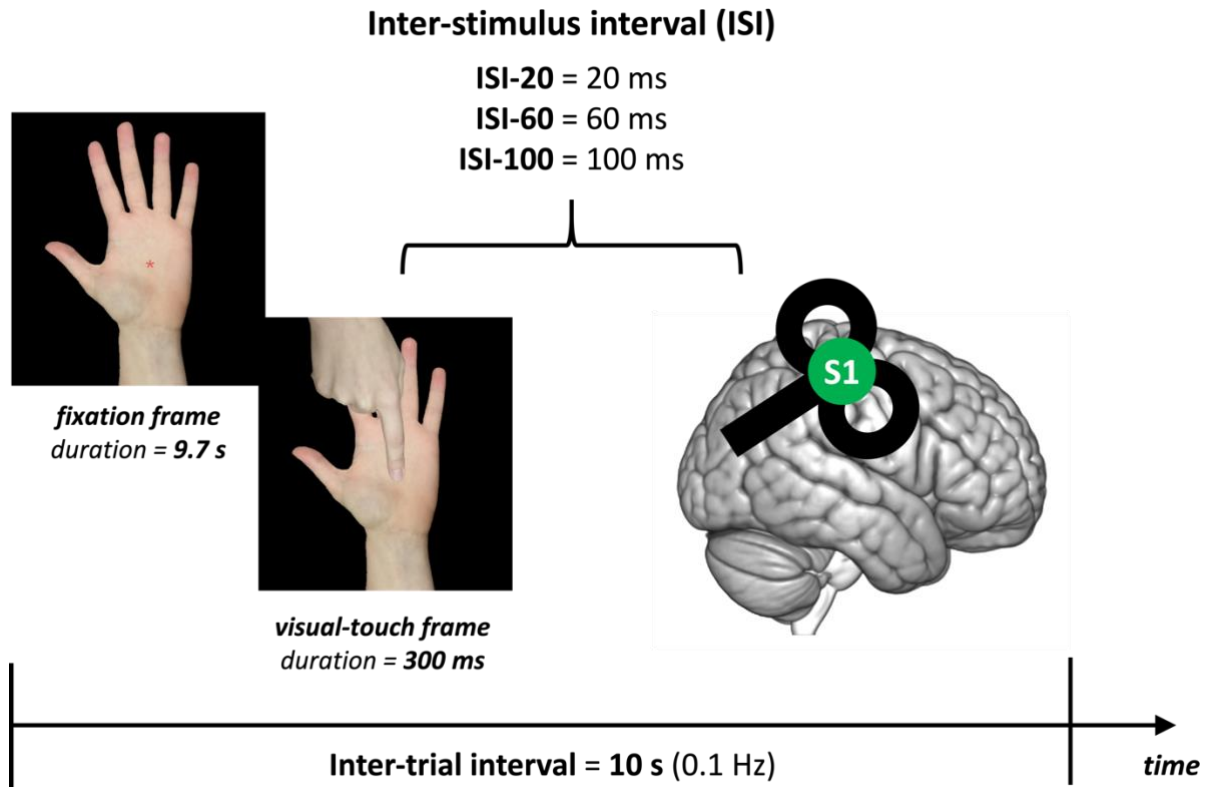 Inter-stimulus interval (ISI)
ISI-20 = 20 ms
ISI-60 = 60 ms
ISI-100 = 100 ms
*
S1
fixation frame
duration = 9.7 s
visual-touch frame
duration = 300 ms
Inter-trial interval = 10 s (0.1 Hz)
time